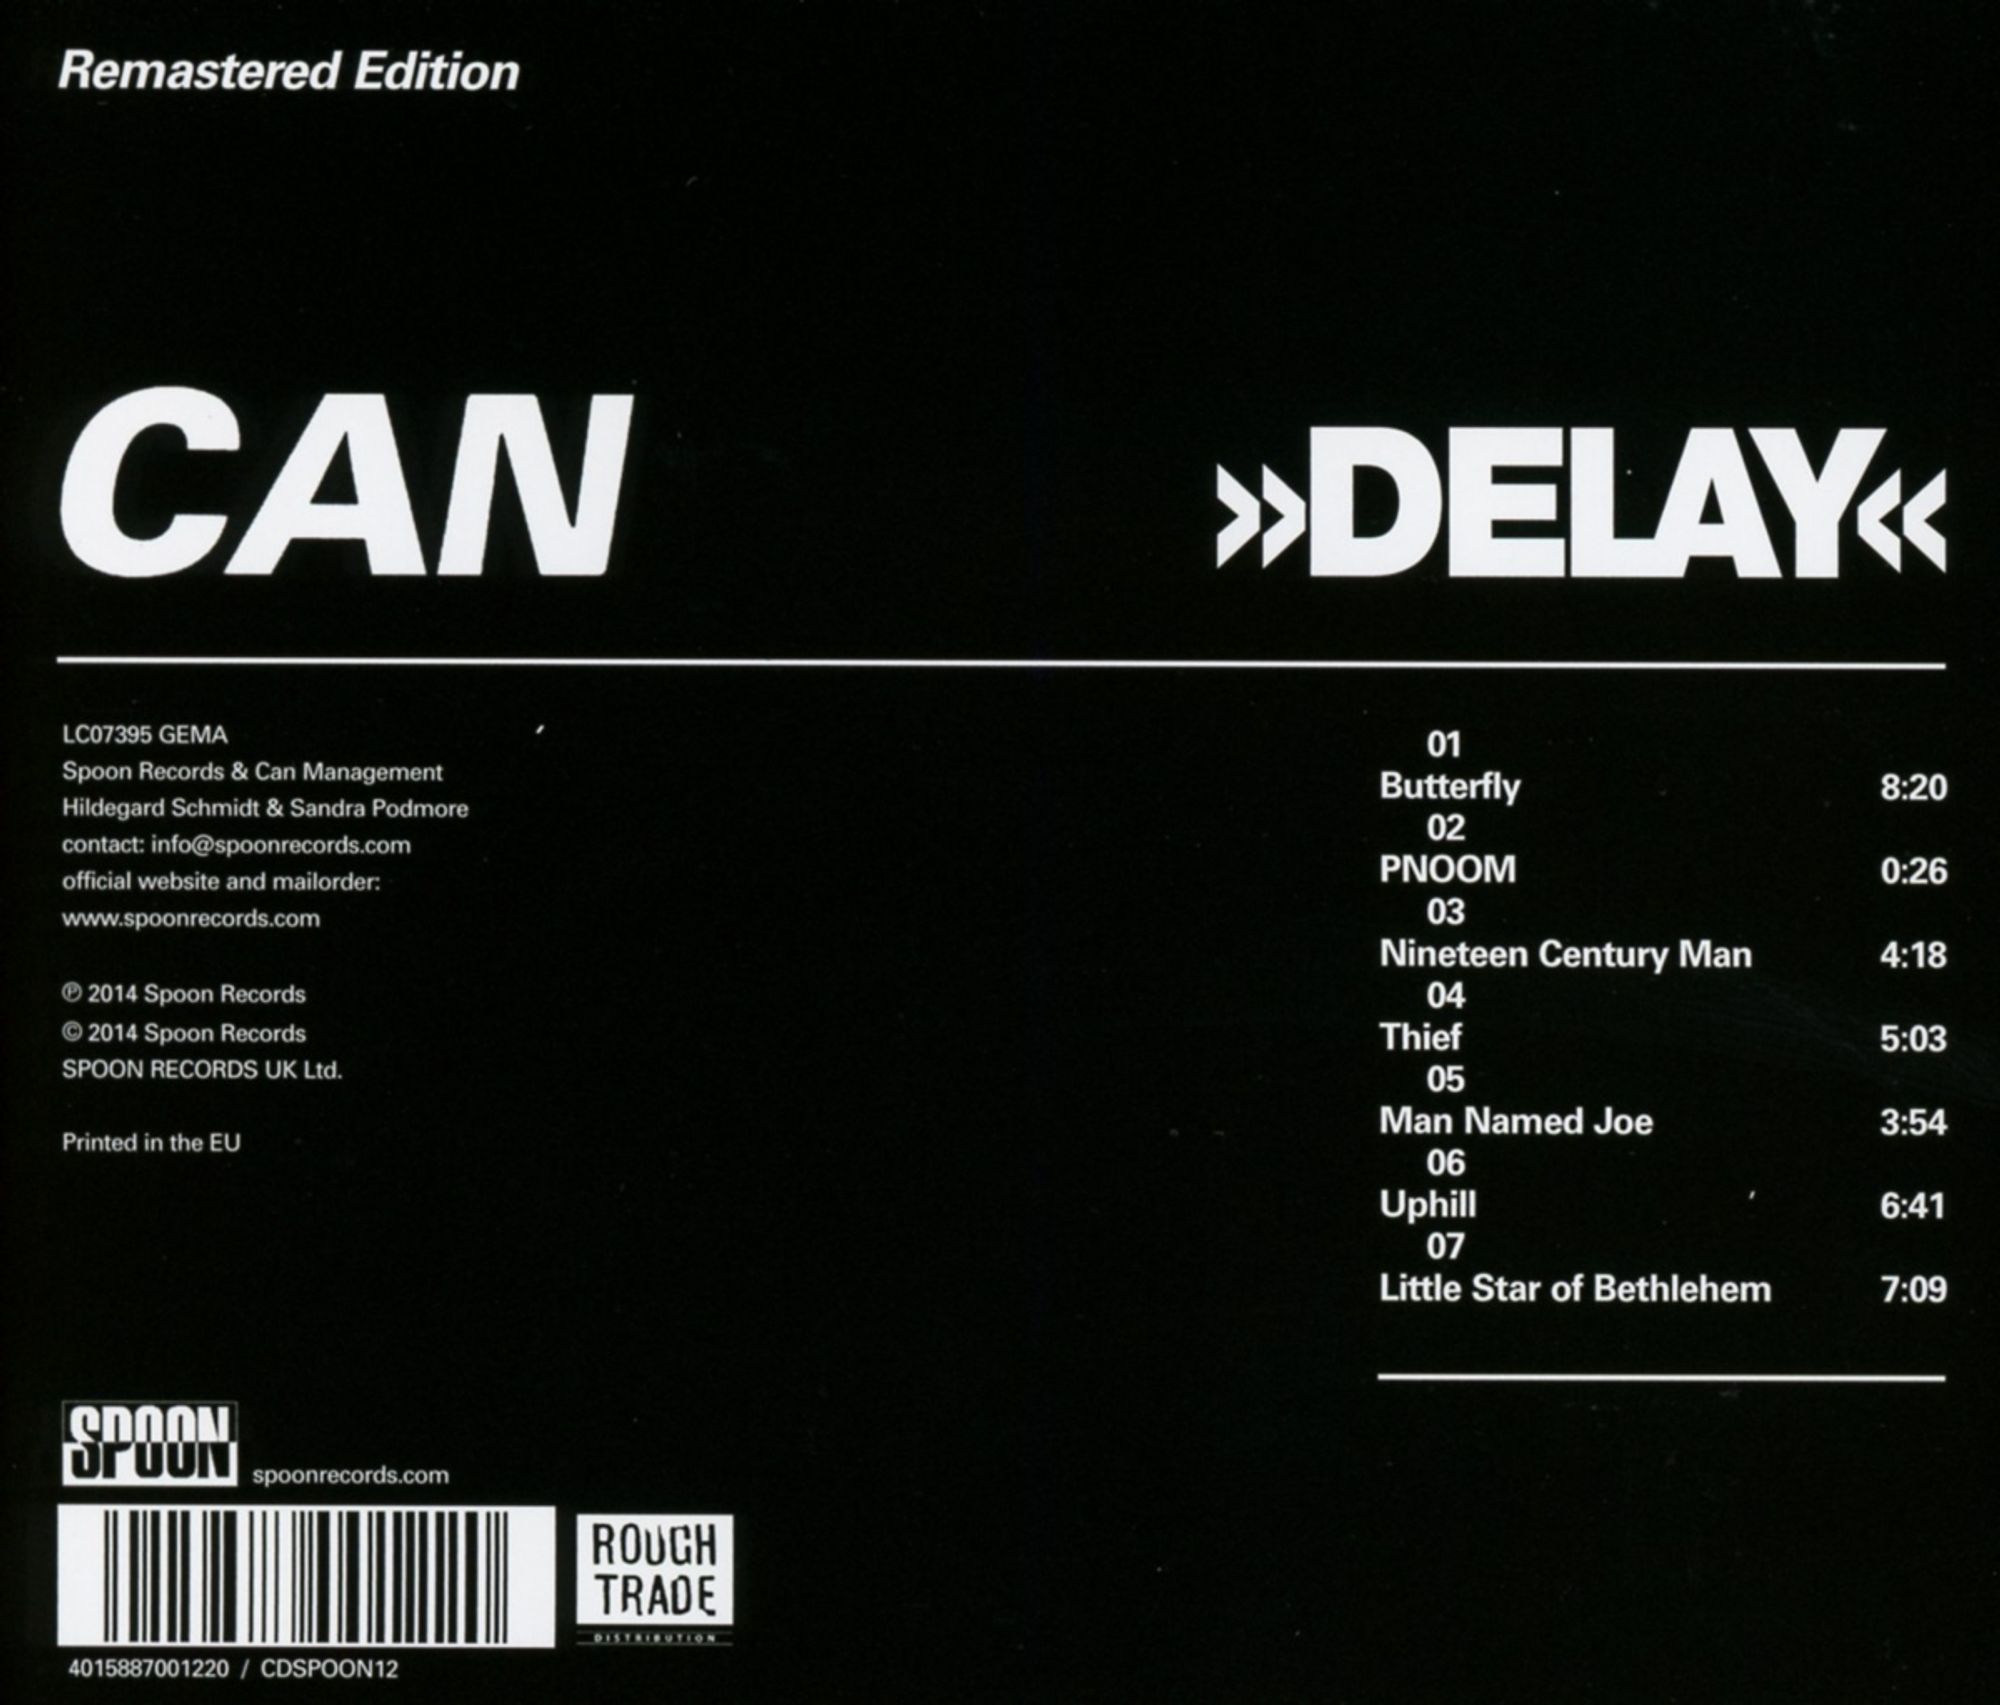 Remastered Edition
CAN
»DELAY«
LC07395 GEMA
Spoon Records & Can Management
Hildegard Schmidt & Sandra Podmore
contact: info@spoonrecords.com
official website and mailorder:
www.spoonrecords.com
℗ 2014 Spoon Records
© 2014 Spoon Records
SPOON RECORDS UK Ltd.
Printed in the EU
01
Butterfly 8:20
02
PNOOM 0:26
03
Nineteen Century Man 4:18
04
Thief 5:03
05
Man Named Joe 3:54
06
Uphill 6:41
07
Little Star of Bethlehem 7:09
SPOON
spoonrecords.com
ROUGH
TRADE
DISTRIBUTION
4015887001220 / CDSPOON12